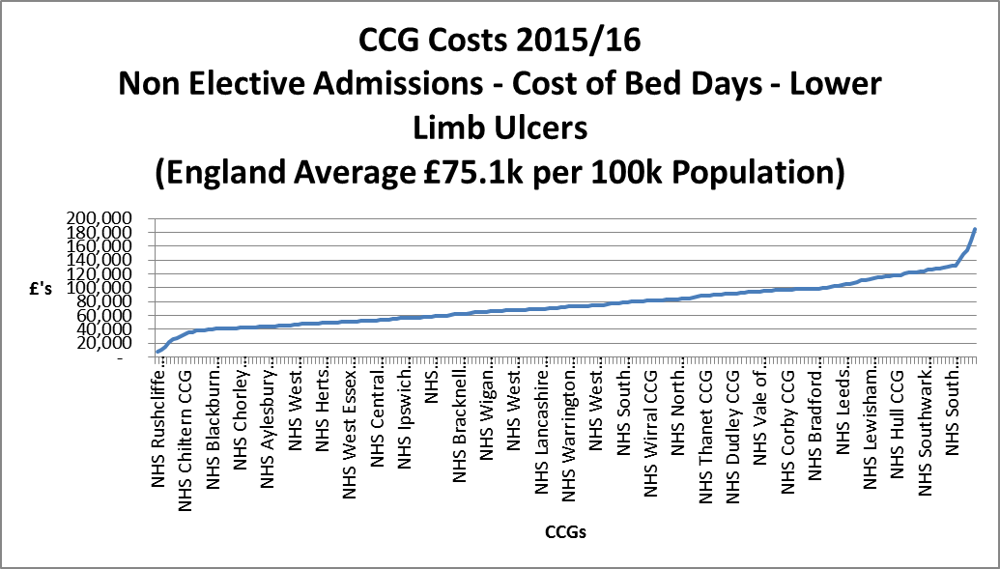 CCG Costs 2015/16
Non Elective Admissions - Cost of Bed Days - Lower
Limb Ulcers
(England Average £75.1k per 100k Population)
200,000
180,000
160,000
140,000
120,000
100,000
80,000
60,000
40,000
20,000
-
£'s
NHS Rushcliffe…
NHS Chiltern CCG
NHS Blackburn…
NHS Chorley…
NHS Aylesbury…
NHS West…
NHS Herts…
NHS West Essex…
NHS Central…
NHS Ipswich…
NHS…
NHS Bracknell…
NHS Wigan…
NHS West…
NHS Lancashire…
NHS Warrington…
NHS West…
NHS South…
NHS Wirral CCG
NHS North…
NHS Thanet CCG
NHS Dudley CCG
NHS Vale of…
NHS Corby CCG
NHS Bradford…
NHS Leeds…
NHS Lewisham…
NHS Hull CCG
NHS Southwark…
NHS South…
CCGs